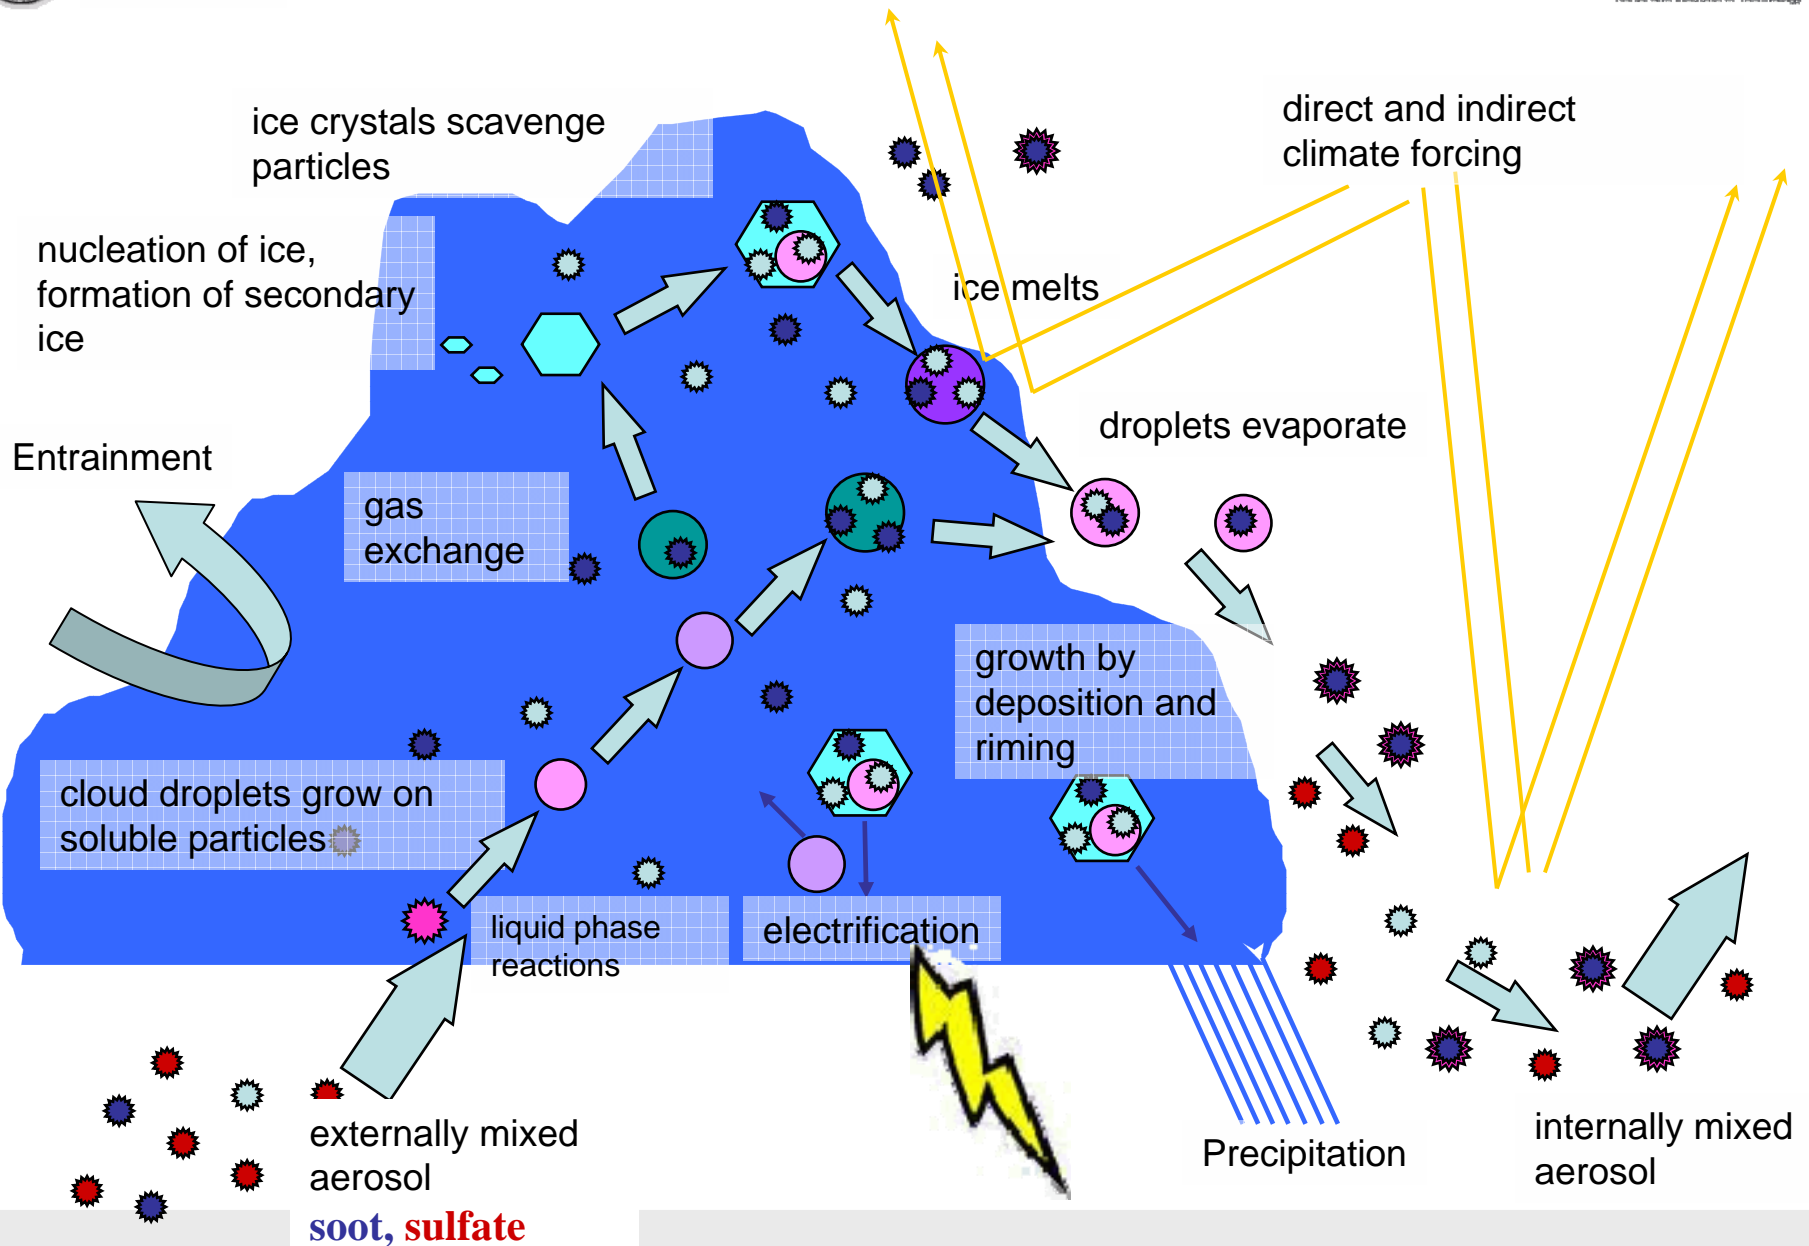 ice crystals scavenge
particles
direct and indirect
climate forcing
nucleation of ice,
formation of secondary
ice
ice melts
droplets evaporate
Entrainment
gas
exchange
growth by
deposition and
riming
cloud droplets grow on
soluble particles
liquid phase
reactions
electrification
externally mixed
aerosol
soot, sulfate
Precipitation
internally mixed
aerosol